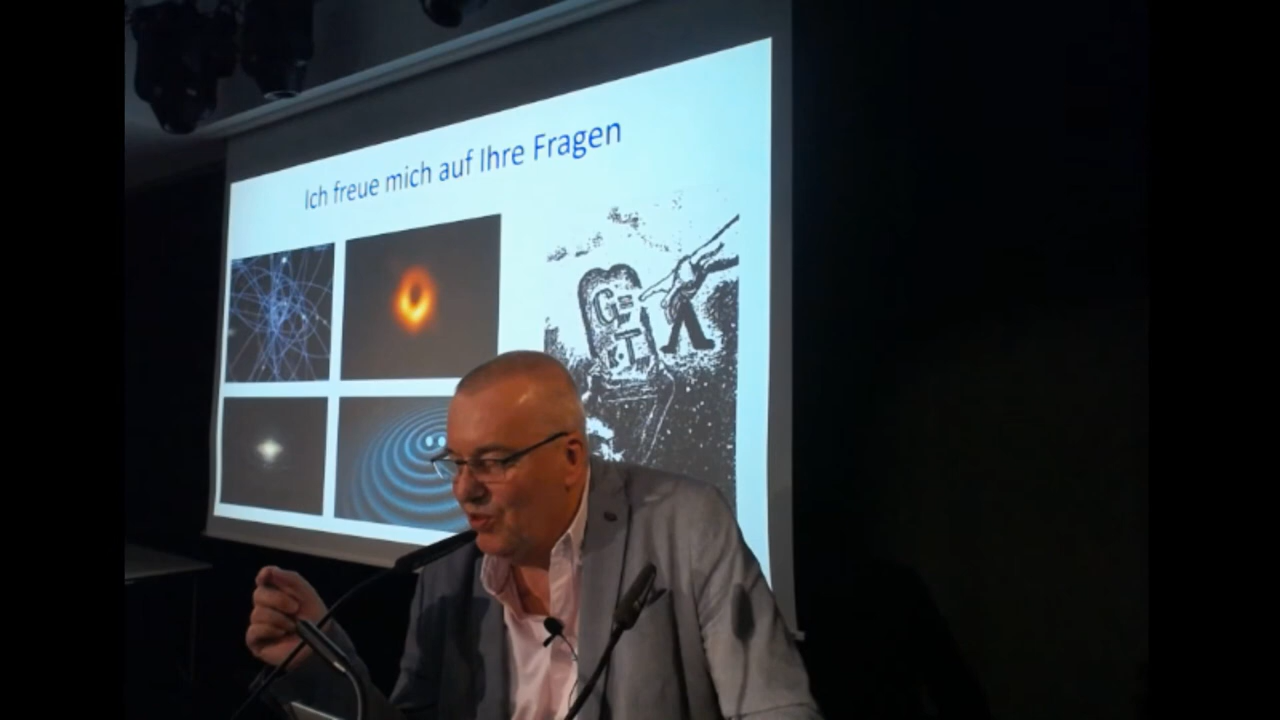 Ich freue mich auf Ihre Fragen
G=
κ·T